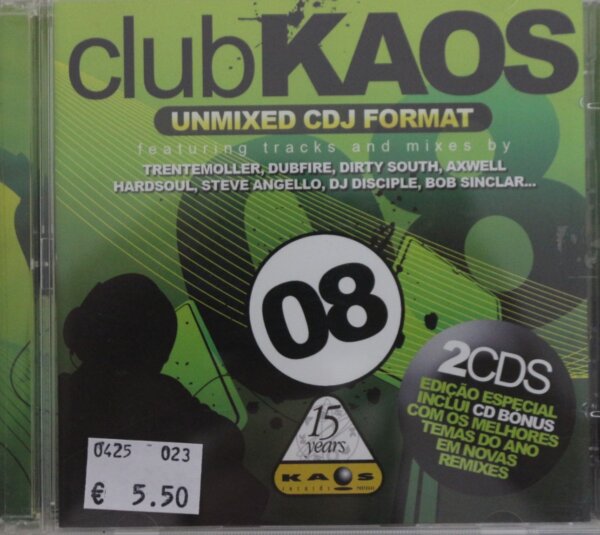 clubKAOS
UNMIXED CDJ FORMAT
featuring tracks and mixes by
TRENTEMOLLER, DUBFIRE, DIRTY SOUTH, AXWELL
HARDSOUL, STEVE ANGELLO, DJ DISCIPLE, BOB SINCLAR...
08
2CDS
EDIÇÃO ESPECIAL
INCLUI CD BÓNUS
COM OS MELHORES
TEMAS DO ANO
EM NOVAS
REMIXES
15
years
KAOS
records PORTUGAL
0425 023
€ 5.50